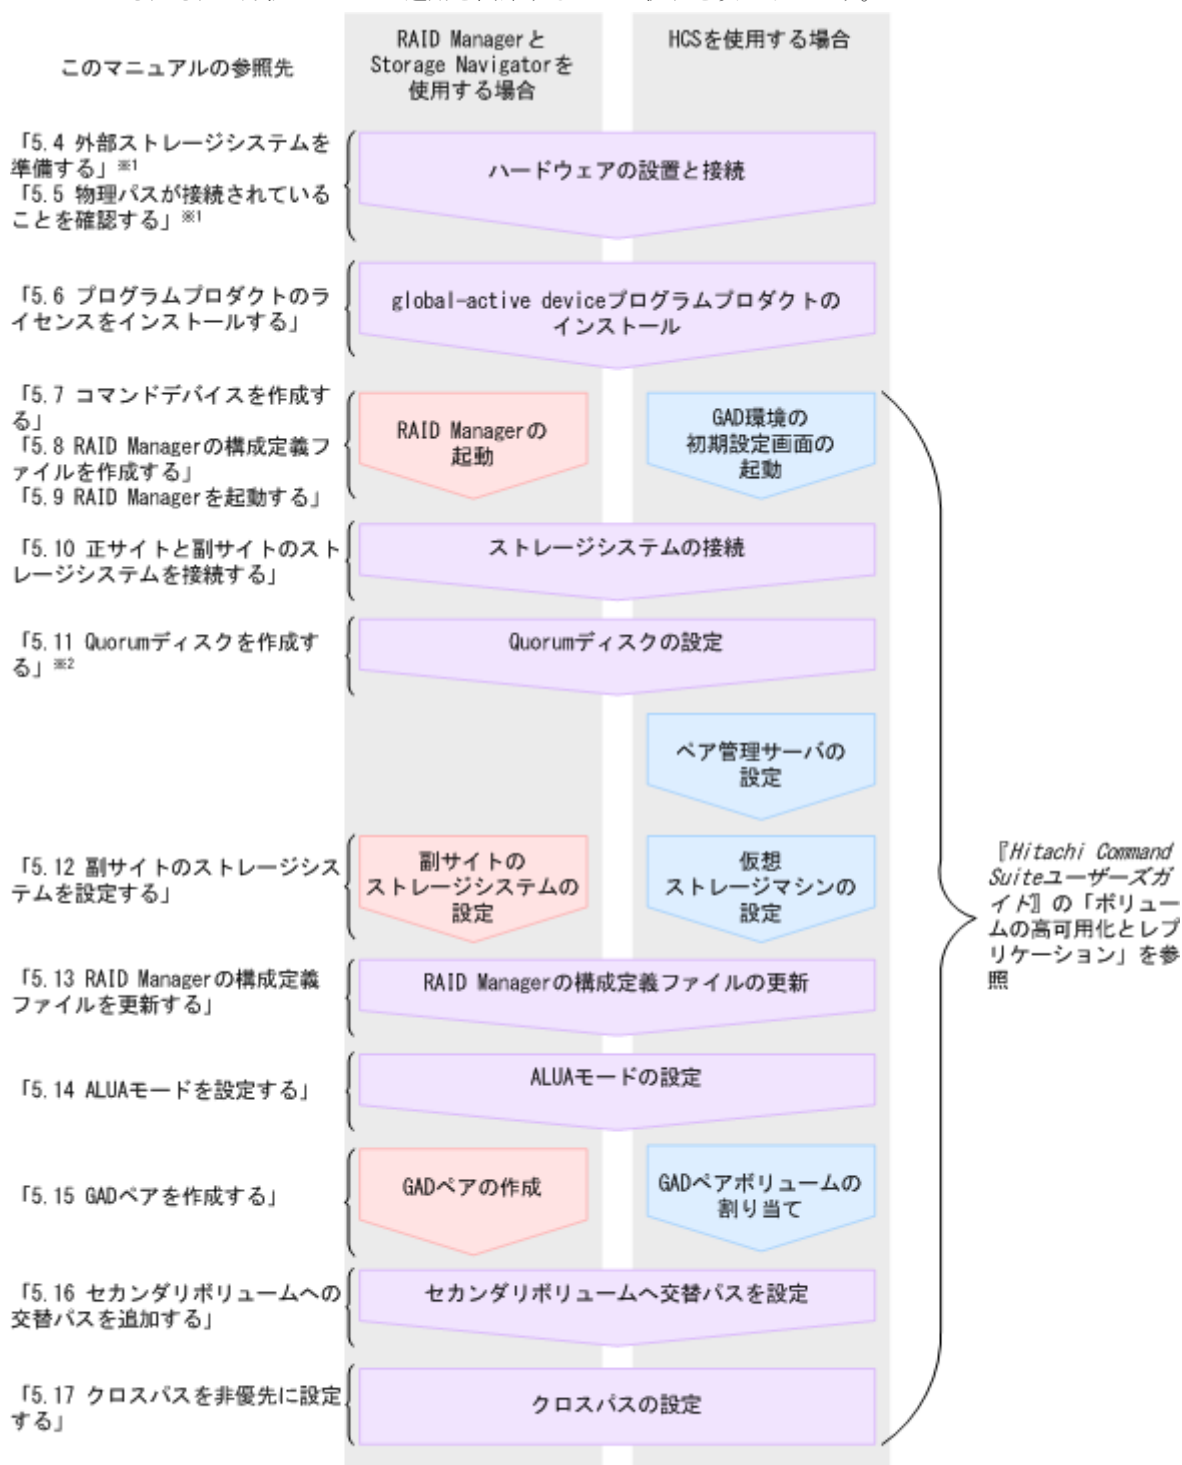 このマニュアルの参照先
RAID Managerと
Storage Navigatorを
使用する場合
HCSを使用する場合
「5.4 外部ストレージシステムを
準備する」※1
「5.5 物理パスが接続されている
ことを確認する」※1
ハードウェアの設置と接続
「5.6 プログラムプロダクトのラ
イセンスをインストールする」
global-active deviceプログラムプロダクトの
インストール
「5.7 コマンドデバイスを作成す
る」
「5.8 RAID Managerの構成定義フ
ァイルを作成する」
「5.9 RAID Managerを起動する」
RAID Managerの
起動
GAD環境の
初期設定画面の
起動
「5.10 正サイトと副サイトのスト
レージシステムを接続する」
ストレージシステムの接続
「5.11 Quorumディスクを作成す
る」※2
Quorumディスクの設定
ペア管理サーバの
設定
「5.12 副サイトのストレージシス
テムを設定する」
副サイトの
ストレージシステムの
設定
仮想
ストレージマシンの
設定
『Hitachi Command
Suiteユーザーズガ
イド』の「ボリュー
ムの高可用化とレプ
リケーション」を参
照
「5.13 RAID Managerの構成定義
ファイルを更新する」
RAID Managerの構成定義ファイルの更新
「5.14 ALUAモードを設定する」
ALUAモードの設定
「5.15 GADペアを作成する」
GADペアの作成
GADペアボリュームの
割り当て
「5.16 セカンダリボリュームへの
交替パスを追加する」
セカンダリボリュームへ交替パスを設定
「5.17 クロスパスを非優先に設定
する」
クロスパスの設定